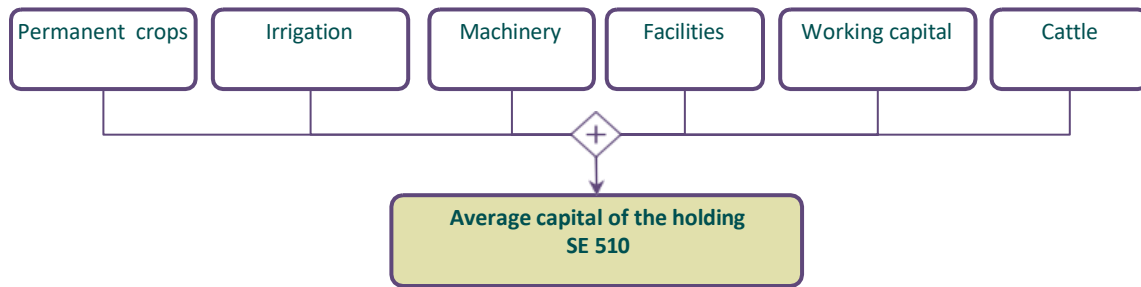 Permanent crops
Irrigation
Machinery
Facilities
Working capital
Cattle
Average capital of the holding
SE 510